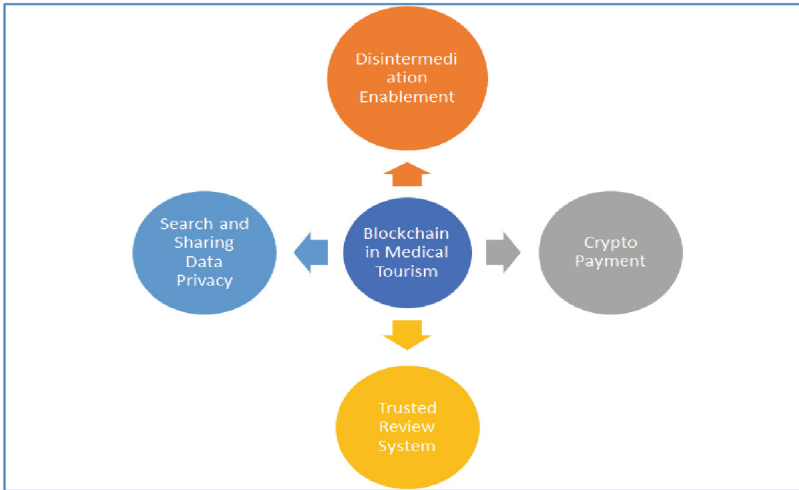 Disintermedi
ation
Enablement
Search and
Sharing
Data
Privacy
Blockchain
in Medical
Tourism
Crypto
Payment
Trusted
Review
System